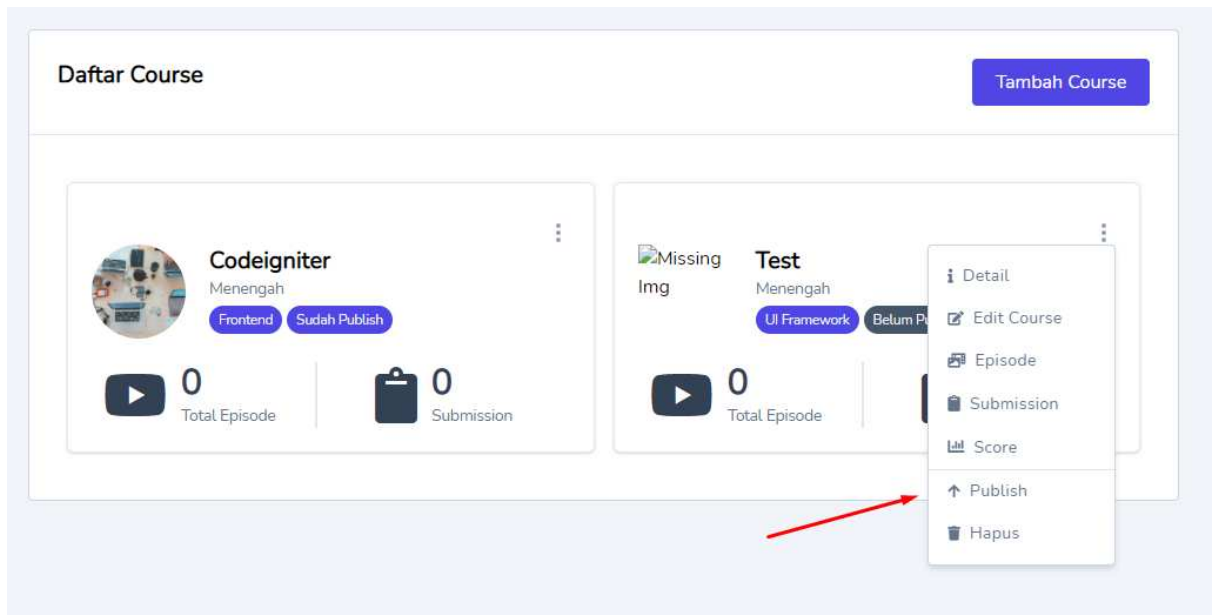 Daftar Course
Tambah Course
Codeigniter
Menengah
Frontend Sudah Publish
0
Total Episode
0
Submission
Missing
Img
Test
Menengah
UI Framework Belum
0
Total Episode
Detail
Edit Course
Episode
Submission
Score
Publish
Hapus